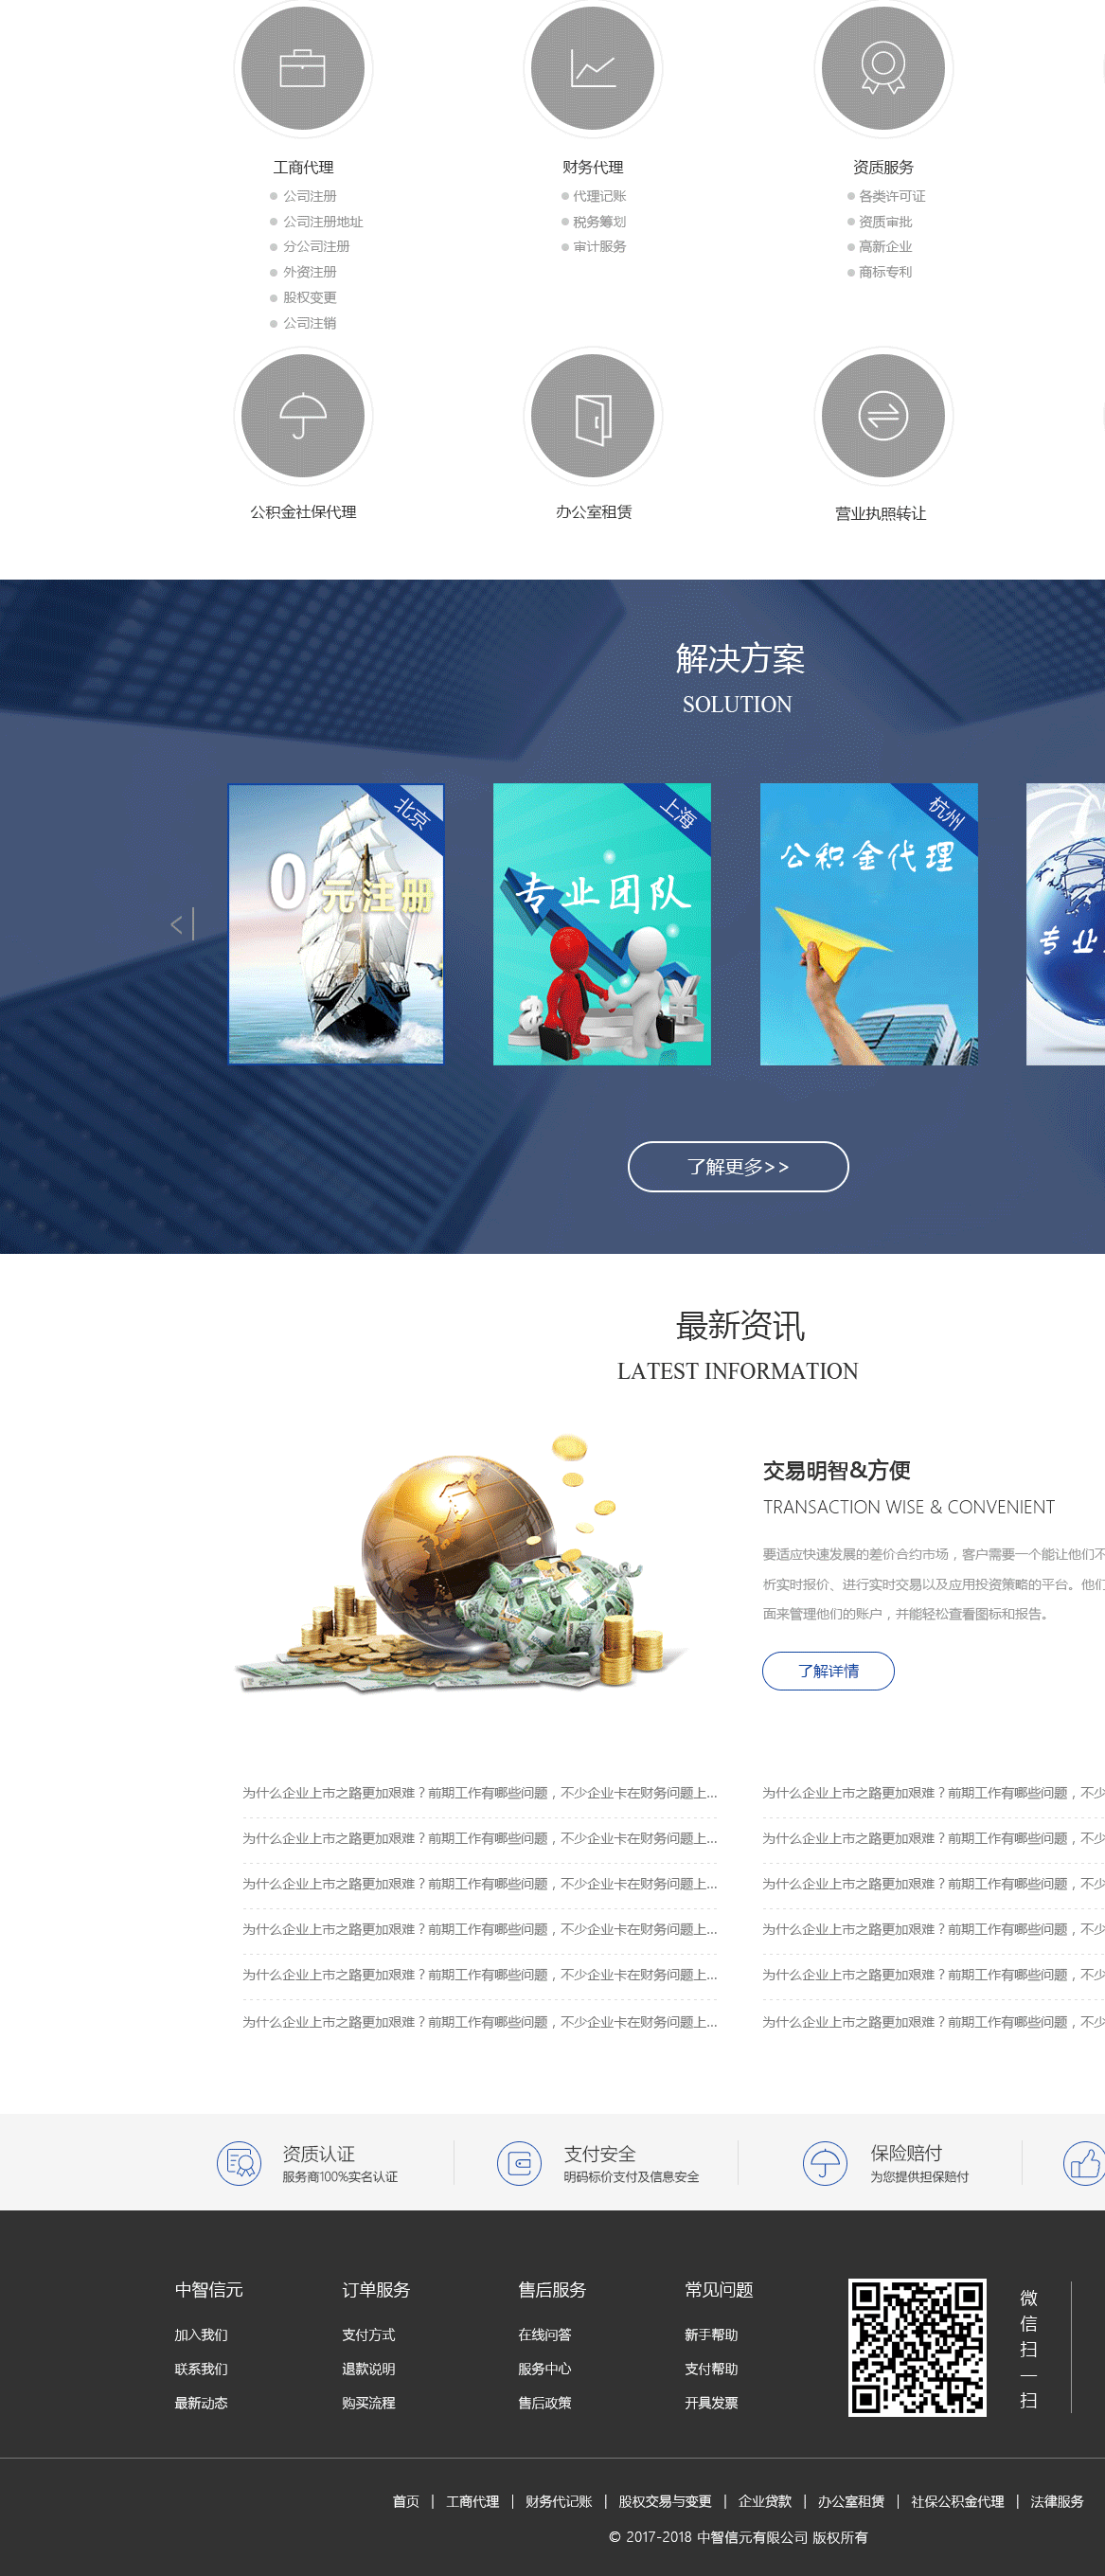 工商代理
公司注册
公司注册地址
分公司注册
外资注册
股权变更
公司注销
财务代理
代理记账
税务筹划
审计服务
资质服务
各类许可证
资质审批
高新企业
商标专利
公积金社保代理
办公室租赁
营业执照转让
解决方案
SOLUTION
北京
0元注册
上海
专业团队
杭州
公积金代理
专业
了解更多>>
最新资讯
LATEST INFORMATION
交易明智&方便
TRANSACTION WISE & CONVENIENT
要适应快速发展的差价合约市场，客户需要一个能让他们不
析实时报价、进行实时交易以及应用投资策略的平台。他们
面来管理他们的账户，并能轻松查看图标和报告。
了解详情
为什么企业上市之路更加艰难？前期工作有哪些问题，不少企业卡在财务问题上...
为什么企业上市之路更加艰难？前期工作有哪些问题，不少企业卡在财务问题上...
为什么企业上市之路更加艰难？前期工作有哪些问题，不少企业卡在财务问题上...
为什么企业上市之路更加艰难？前期工作有哪些问题，不少企业卡在财务问题上...
为什么企业上市之路更加艰难？前期工作有哪些问题，不少企业卡在财务问题上...
为什么企业上市之路更加艰难？前期工作有哪些问题，不少企业卡在财务问题上...
为什么企业上市之路更加艰难？前期工作有哪些问题，不少
为什么企业上市之路更加艰难？前期工作有哪些问题，不少
为什么企业上市之路更加艰难？前期工作有哪些问题，不少
为什么企业上市之路更加艰难？前期工作有哪些问题，不少
为什么企业上市之路更加艰难？前期工作有哪些问题，不少
为什么企业上市之路更加艰难？前期工作有哪些问题，不少
资质认证
服务商100%实名认证
支付安全
明码标价支付及信息安全
保险赔付
为您提供担保赔付
中智信元
加入我们
联系我们
最新动态
订单服务
支付方式
退款说明
购买流程
售后服务
在线问答
服务中心
售后政策
常见问题
新手帮助
支付帮助
开具发票
微信扫一扫
首页 | 工商代理 | 财务代记账 | 股权交易与变更 | 企业贷款 | 办公室租赁 | 社保公积金代理 | 法律服务
© 2017-2018 中智信元有限公司 版权所有